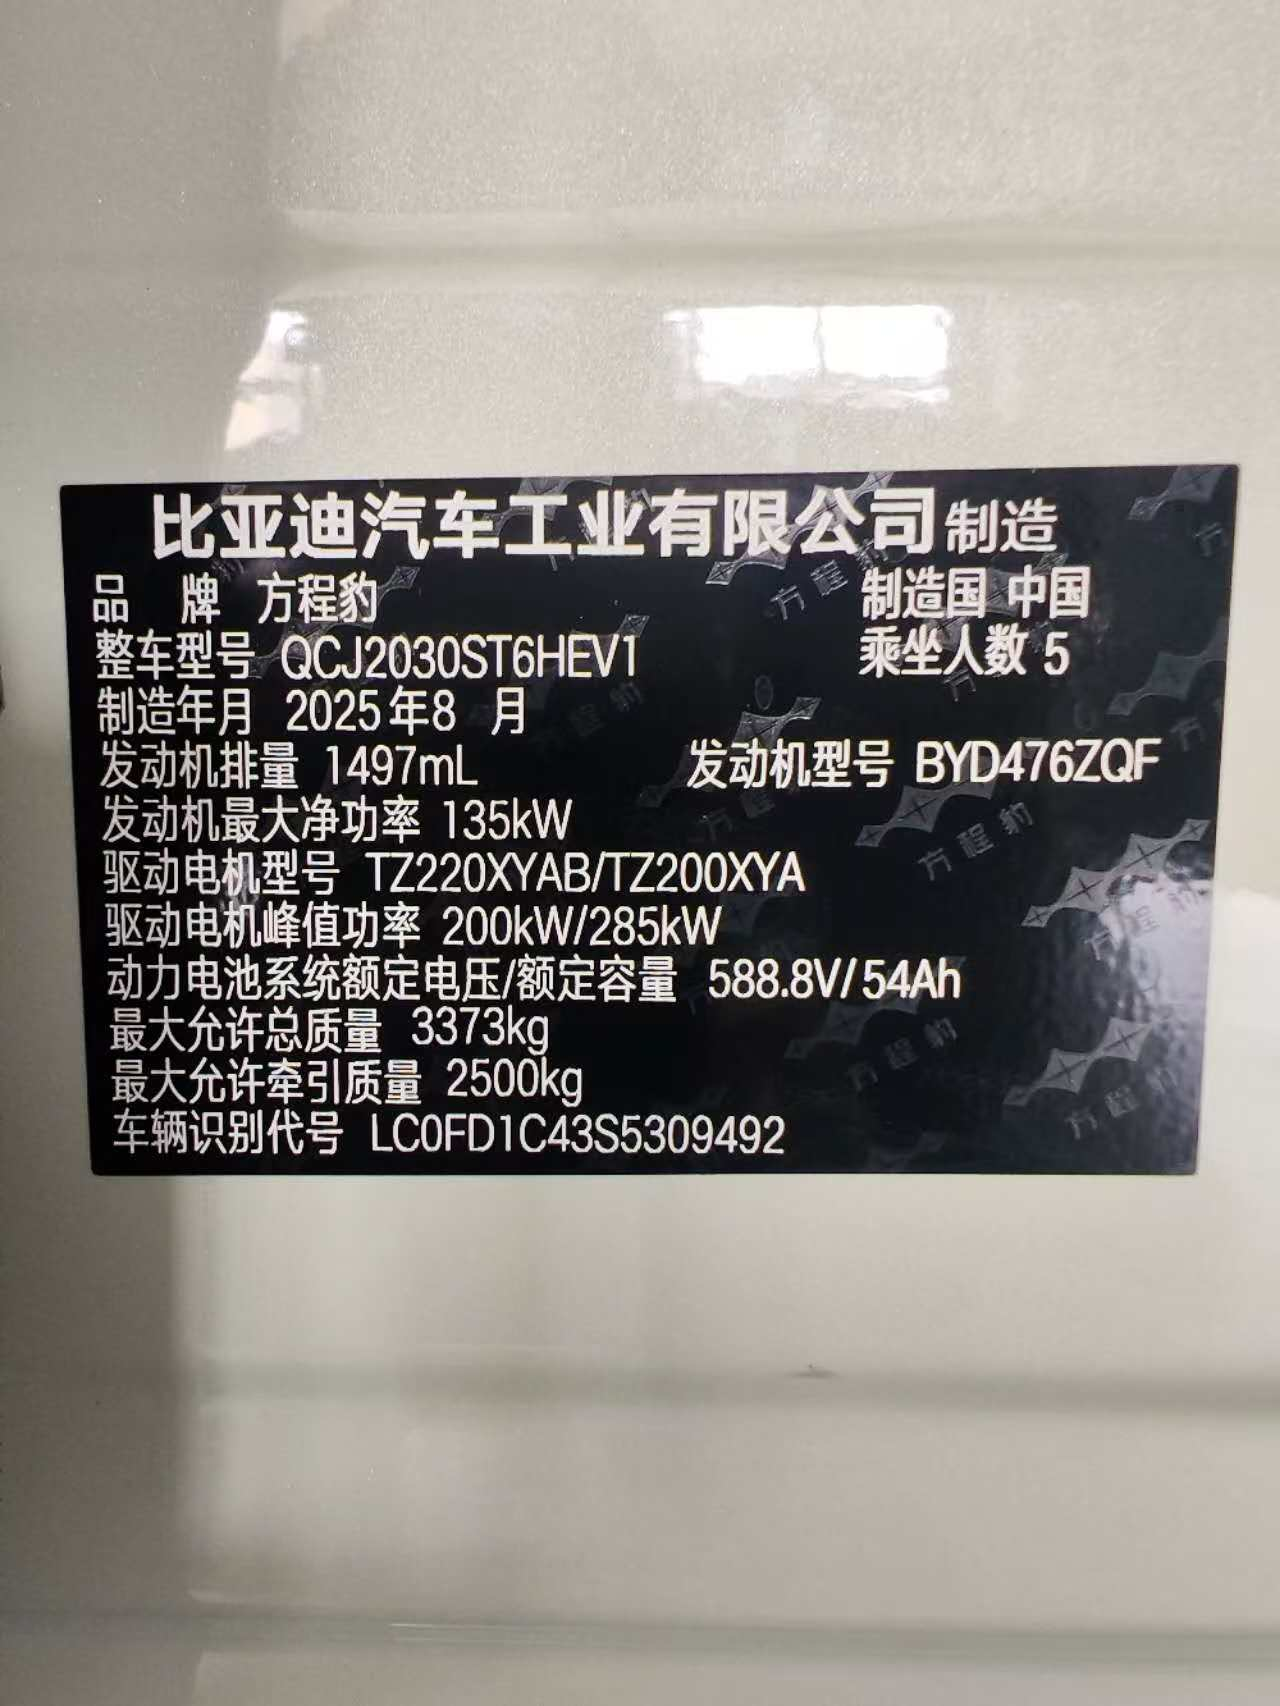 比亚迪汽车工业有限公司制造
品 牌 方程豹 制造国 中国
整车型号 QCJ2030ST6HEV1 乘坐人数 5
制造年月 2025年8 月
发动机排量 1497mL 发动机型号 BYD476ZQF
发动机最大净功率 135kW
驱动电机型号 TZ220XYAB/TZ200XYA
驱动电机峰值功率 200kW/285kW
动力电池系统额定电压/额定容量 588.8V/54Ah
最大允许总质量 3373kg
最大允许牵引质量 2500kg
车辆识别代号 LC0FD1C43S5309492